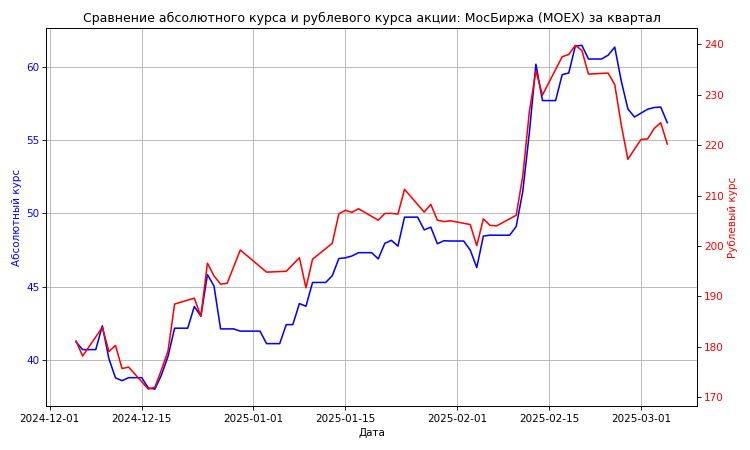 Сравнение абсолютного курса и рублевого курса акции: МосБиржа (MOEX) за квартал
Абсолютный курс
60
55
50
45
40
240
230
220
210
200
190
180
170
Рублевый курс
2024-12-01 2024-12-15 2025-01-01 2025-01-15 2025-02-01 2025-02-15 2025-03-01
Дата